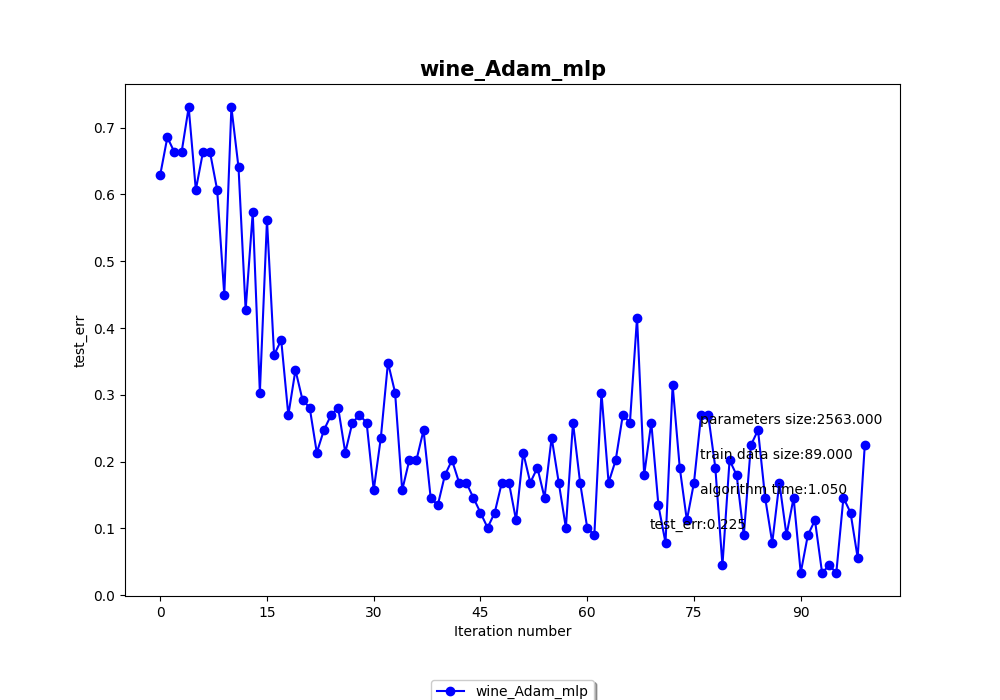 wine_Adam_mlp
test_err
0.7
0.6
0.5
0.4
0.3
0.2
0.1
0.0
parameters size:2563.000
train data size:89.000
algorithm time:1.050
test_err:0.225
0 15 30 45 60 75 90
Iteration number
wine_Adam_mlp